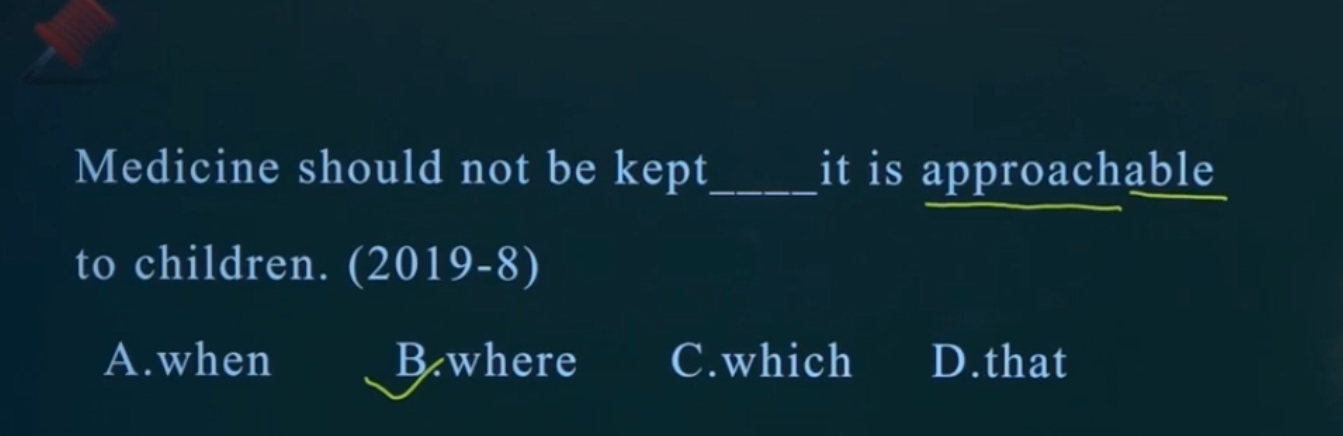 Medicine should not be kept____it is approachable
to children. (2019-8)
A.when B.where C.which D.that